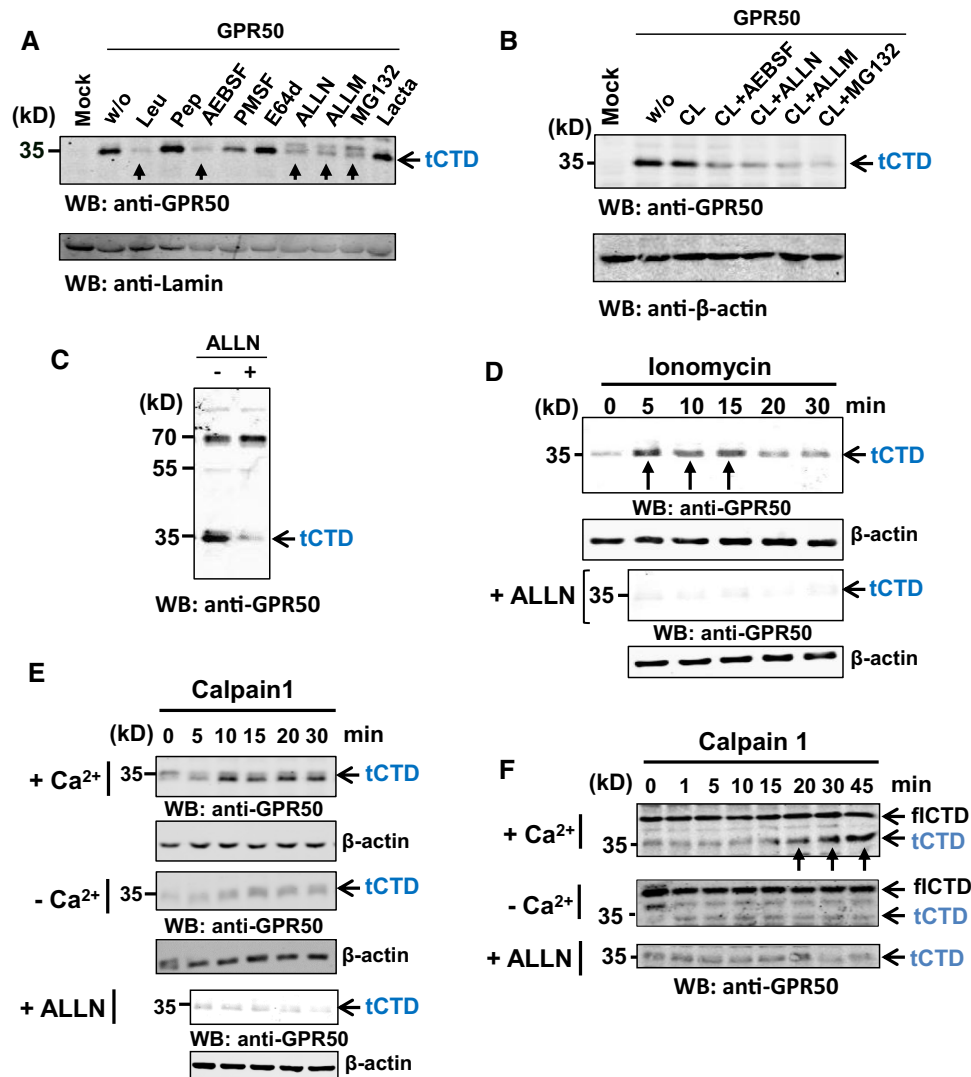 A
GPR50
(kD)
Mock
w/o
Leu
Pep
AEBSF
PMSF
E64d
ALLN
ALLM
MG132
Lacta
35
tCTD
WB: anti-GPR50
WB: anti-Lamin
B
GPR50
(kD)
Mock
w/o
CL
CL+AEBSF
CL+ALLN
CL+ALLM
CL+MG132
35
tCTD
WB: anti-GPR50
WB: anti-β-actin
C
ALLN
- +
(kD)
70
55
35
tCTD
WB: anti-GPR50
D
Ionomycin
(kD) 0 5 10 15 20 30 min
35
tCTD
WB: anti-GPR50
β-actin
+ ALLN
35
tCTD
WB: anti-GPR50
β-actin
E
Calpain1
(kD) 0 5 10 15 20 30 min
+ Ca²⁺
35
tCTD
WB: anti-GPR50
β-actin
- Ca²⁺
35
tCTD
WB: anti-GPR50
β-actin
+ ALLN
35
tCTD
WB: anti-GPR50
β-actin
F
Calpain 1
(kD) 0 1 5 10 15 20 30 45 min
+ Ca²⁺
flCTD
35
tCTD
- Ca²⁺
flCTD
35
tCTD
+ ALLN
35
tCTD
WB: anti-GPR50